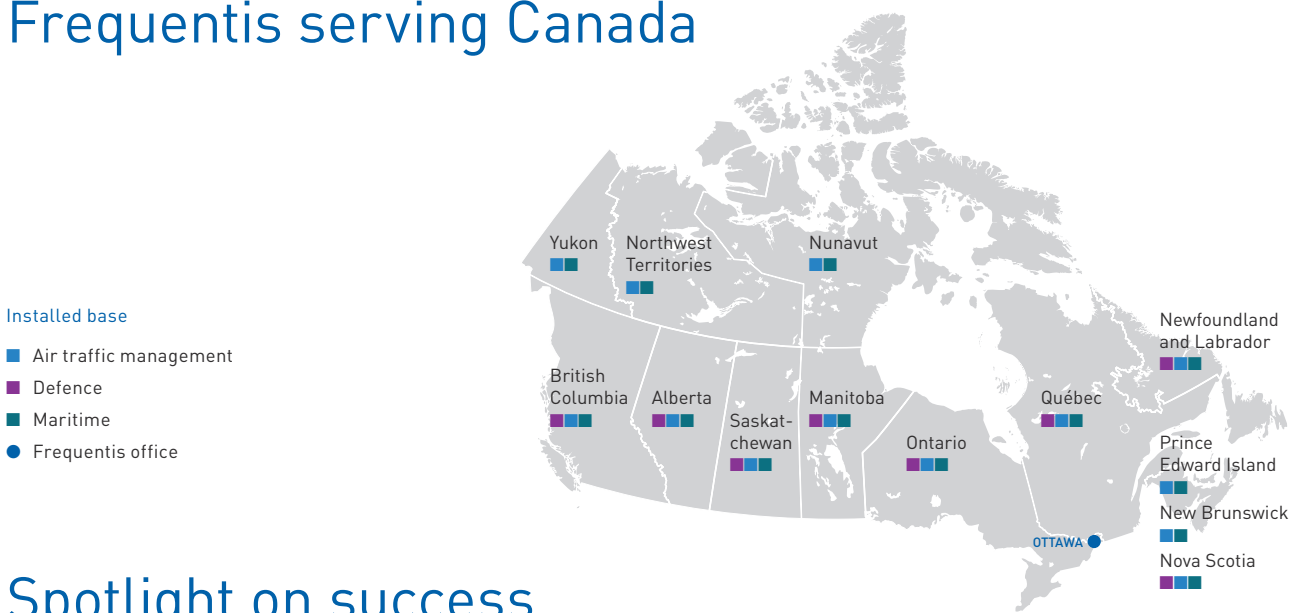 Frequentis serving Canada
Yukon
Northwest
Territories
Nunavut
Installed base
Air traffic management
Defence
Maritime
Frequentis office
British
Columbia
Alberta
Saskat-
chewan
Manitoba
Ontario
Québec
Newfoundland
and Labrador
Prince
Edward Island
New Brunswick
Nova Scotia
OTTAWA
Spotlight on success